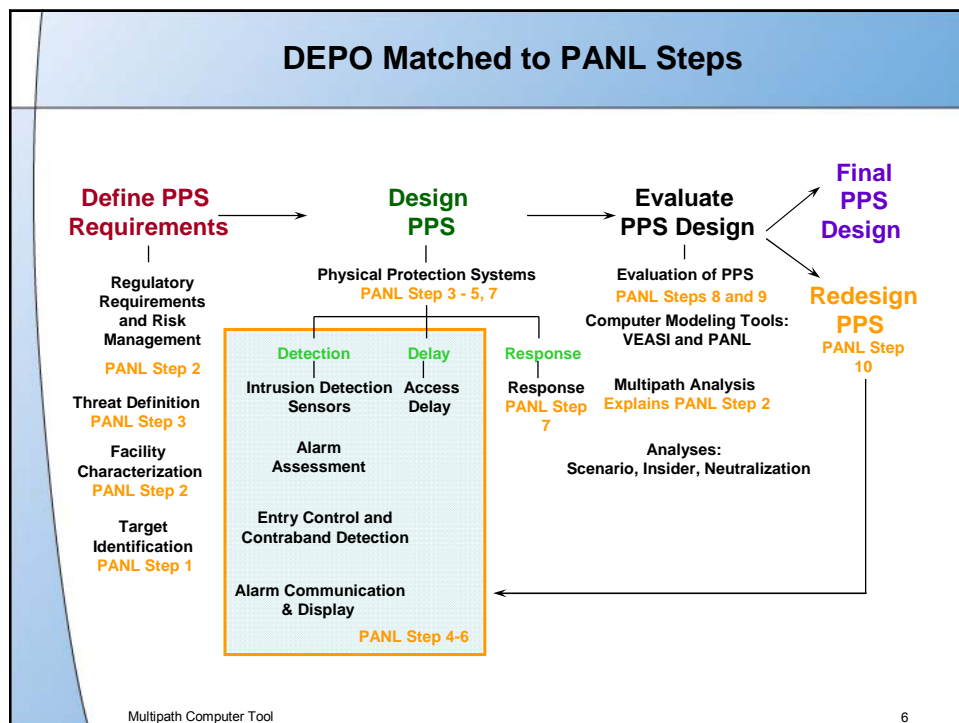 DEPO Matched to PANL Steps
Define PPS
Requirements
Regulatory
Requirements
and Risk
Management
PANL Step 2
Threat Definition
PANL Step 3
Facility
Characterization
PANL Step 2
Target
Identification
PANL Step 1
Design
PPS
Physical Protection Systems
PANL Step 3 - 5, 7
Detection
Intrusion Detection
Sensors
Alarm
Assessment
Entry Control and
Contraband Detection
Alarm Communication
& Display
Delay
Access
Delay
PANL Step 4-6
Response
Response
PANL Step
7
Evaluate
PPS Design
Evaluation of PPS
PANL Steps 8 and 9
Computer Modeling Tools:
VEASI and PANL
Multipath Analysis
Explains PANL Step 2
Analyses:
Scenario, Insider, Neutralization
Final
PPS
Design
Redesign
PPS
PANL Step
10
Multipath Computer Tool
6